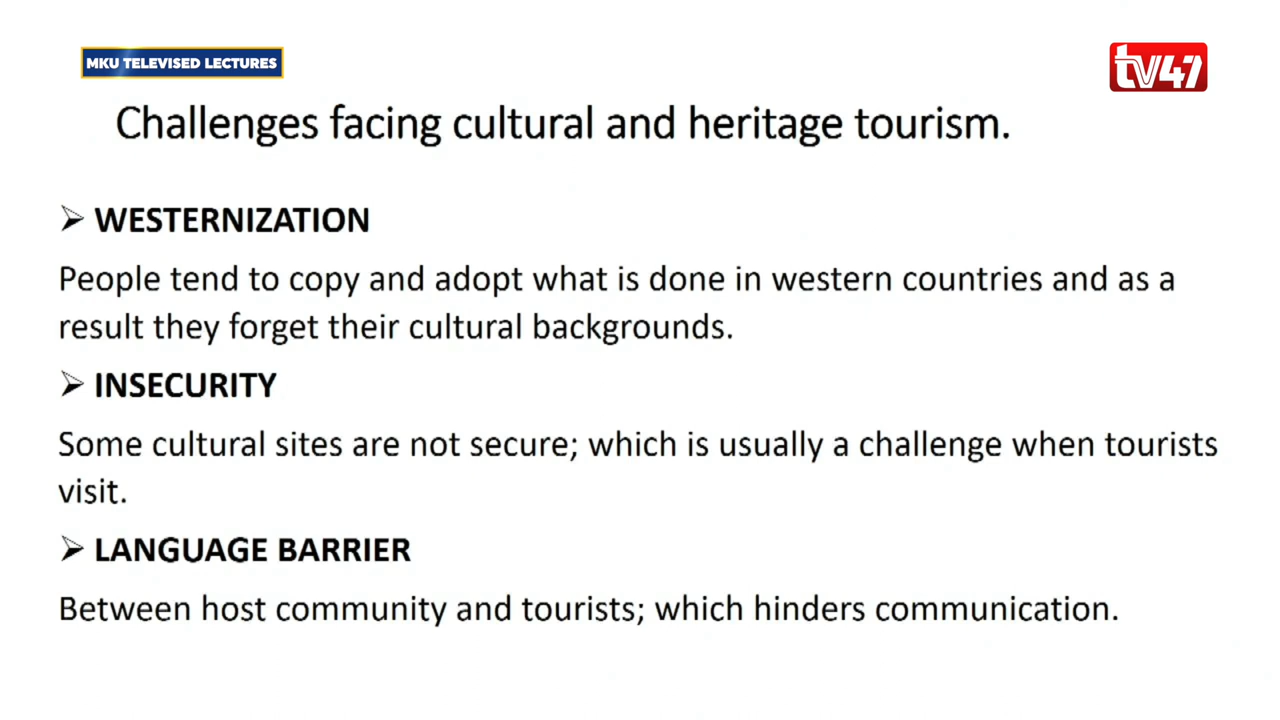 MKU TELEVISED LECTURES
tv47
Challenges facing cultural and heritage tourism.
➢ WESTERNIZATION
People tend to copy and adopt what is done in western countries and as a
result they forget their cultural backgrounds.
➢ INSECURITY
Some cultural sites are not secure; which is usually a challenge when tourists
visit.
➢ LANGUAGE BARRIER
Between host community and tourists; which hinders communication.